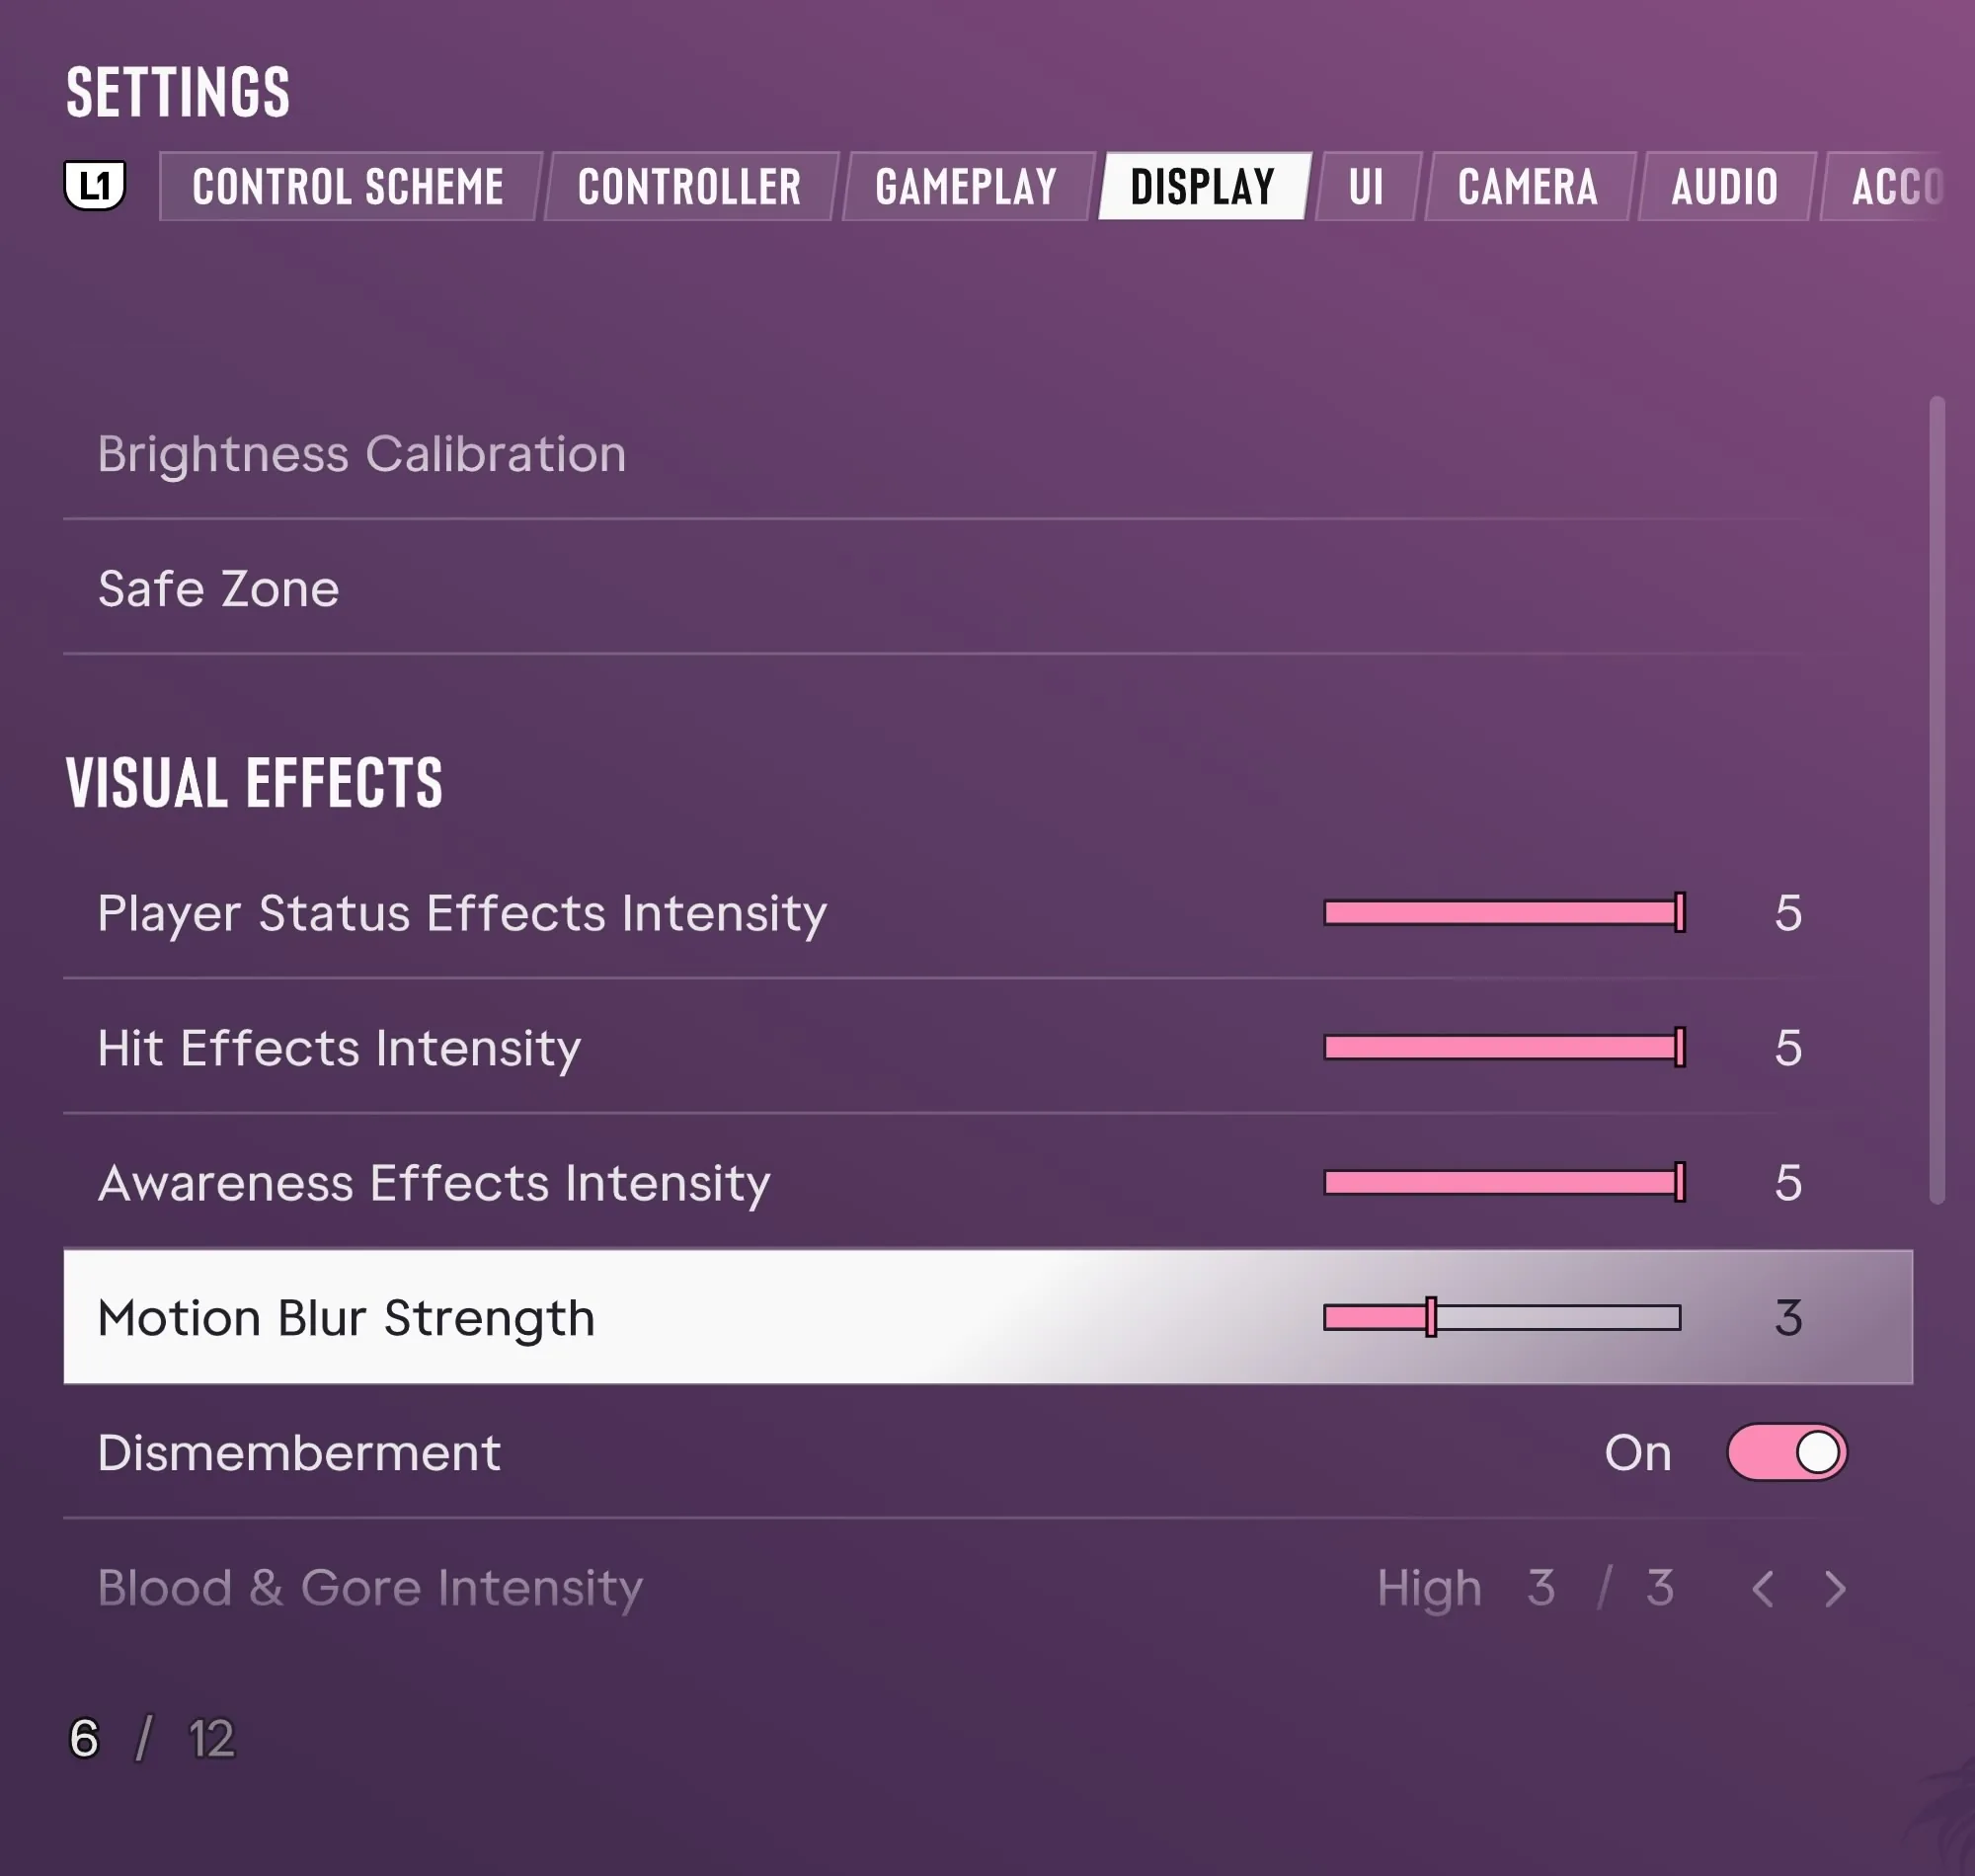 SETTINGS
L1 CONTROL SCHEME CONTROLLER GAMEPLAY DISPLAY UI CAMERA AUDIO ACCO
Brightness Calibration
Safe Zone
VISUAL EFFECTS
Player Status Effects Intensity 5
Hit Effects Intensity 5
Awareness Effects Intensity 5
Motion Blur Strength 3
Dismemberment On
Blood & Gore Intensity High 3 / 3
6 / 12